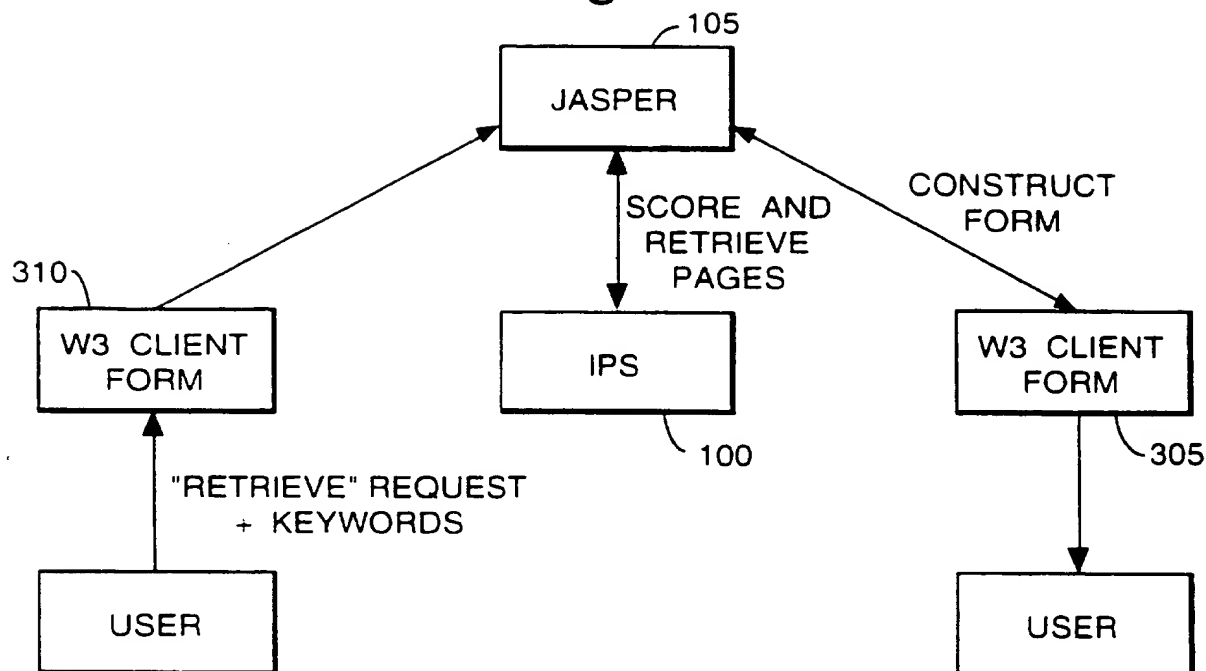 105
JASPER
CONSTRUCT
FORM
SCORE AND
RETRIEVE
PAGES
310
W3 CLIENT
FORM
IPS
W3 CLIENT
FORM
100
305
"RETRIEVE" REQUEST
+ KEYWORDS
USER
USER